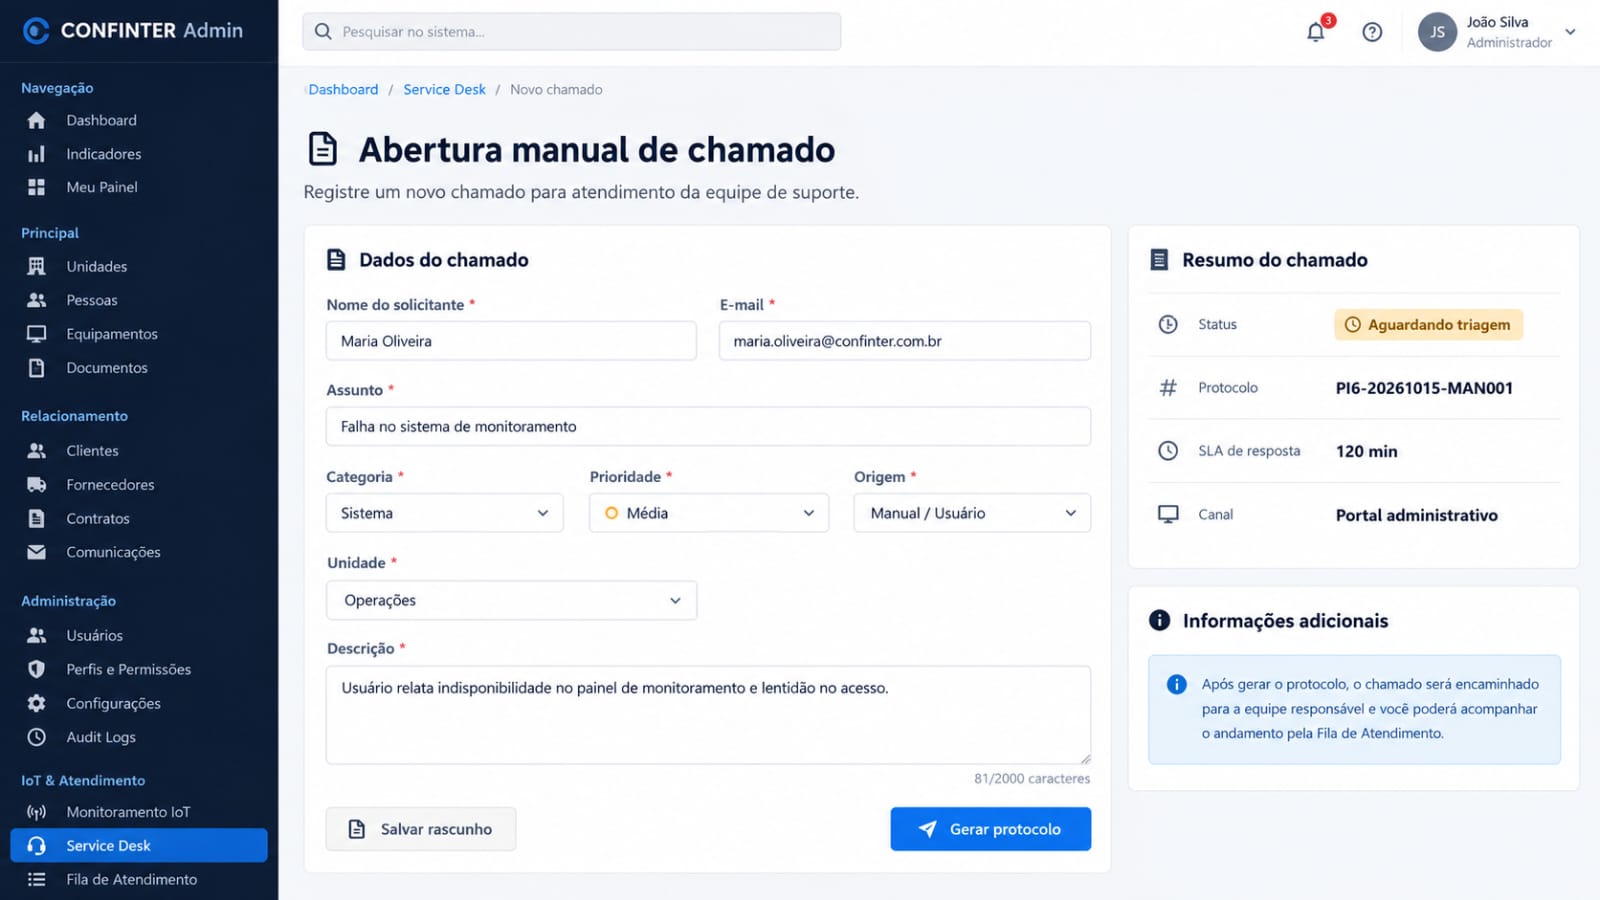 CONFINTER Admin
Pesquisar no sistema...
3
JS
João Silva
Administrador
Navegação
Dashboard
Indicadores
Meu Painel
Principal
Unidades
Pessoas
Equipamentos
Documentos
Relacionamento
Clientes
Fornecedores
Contratos
Comunicações
Administração
Usuários
Perfis e Permissões
Configurações
Audit Logs
IoT & Atendimento
Monitoramento IoT
Service Desk
Fila de Atendimento
Dashboard / Service Desk / Novo chamado
Abertura manual de chamado
Registre um novo chamado para atendimento da equipe de suporte.
Dados do chamado
Nome do solicitante *
Maria Oliveira
E-mail *
maria.oliveira@confinter.com.br
Assunto *
Falha no sistema de monitoramento
Categoria *
Sistema
Prioridade *
Média
Origem *
Manual / Usuário
Unidade *
Operações
Descrição *
Usuário relata indisponibilidade no painel de monitoramento e lentidão no acesso.
81/2000 caracteres
Salvar rascunho
Gerar protocolo
Resumo do chamado
Status
Aguardando triagem
# Protocolo
PI6-20261015-MAN001
SLA de resposta
120 min
Canal
Portal administrativo
Informações adicionais
Após gerar o protocolo, o chamado será encaminhado
para a equipe responsável e você poderá acompanhar
o andamento pela Fila de Atendimento.